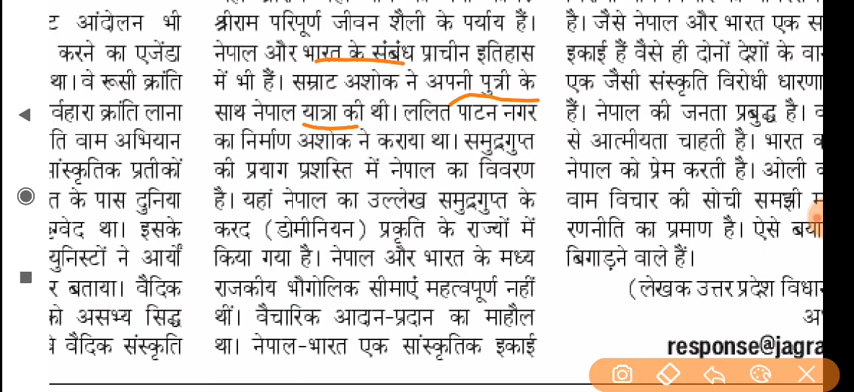 ट आंदोलन भी
करने का एजेंडा
था। वे रूसी क्रांति
र्वहारा क्रांति लाना
ति वाम अभियान
सांस्कृतिक प्रतीकों
त के पास दुनिया
ग्वेद था। इसके
युनिस्टों ने आर्यों
र बताया। वैदिक
को असभ्य सिद्ध
वैदिक संस्कृति
श्रीराम परिपूर्ण जीवन शैली के पर्याय हैं।
नेपाल और भारत के संबंध प्राचीन इतिहास
में भी हैं। सम्राट अशोक ने अपनी पुत्री के
साथ नेपाल यात्रा की थी। ललित पाटन नगर
का निर्माण अशोक ने कराया था। समुद्रगुप्त
की प्रयाग प्रशस्ति में नेपाल का विवरण
है। यहां नेपाल का उल्लेख समुद्रगुप्त के
करद (डोमीनियन) प्रकृति के राज्यों में
किया गया है। नेपाल और भारत के मध्य
राजकीय भौगोलिक सीमाएं महत्वपूर्ण नहीं
थीं। वैचारिक आदान-प्रदान का माहौल
था। नेपाल-भारत एक सांस्कृतिक इकाई
है। जैसे नेपाल और भारत एक स
इकाई हैं वैसे ही दोनों देशों के वा
एक जैसी संस्कृति विरोधी धारणा
हैं। नेपाल की जनता प्रबुद्ध है। व
से आत्मीयता चाहती है। भारत व
नेपाल को प्रेम करती है। ओली व
वाम विचार की सोची समझी
रणनीति का प्रमाण है। ऐसे बया
बिगाड़ने वाले हैं।
(लेखक उत्तर प्रदेश विधा
अ
response@jagra